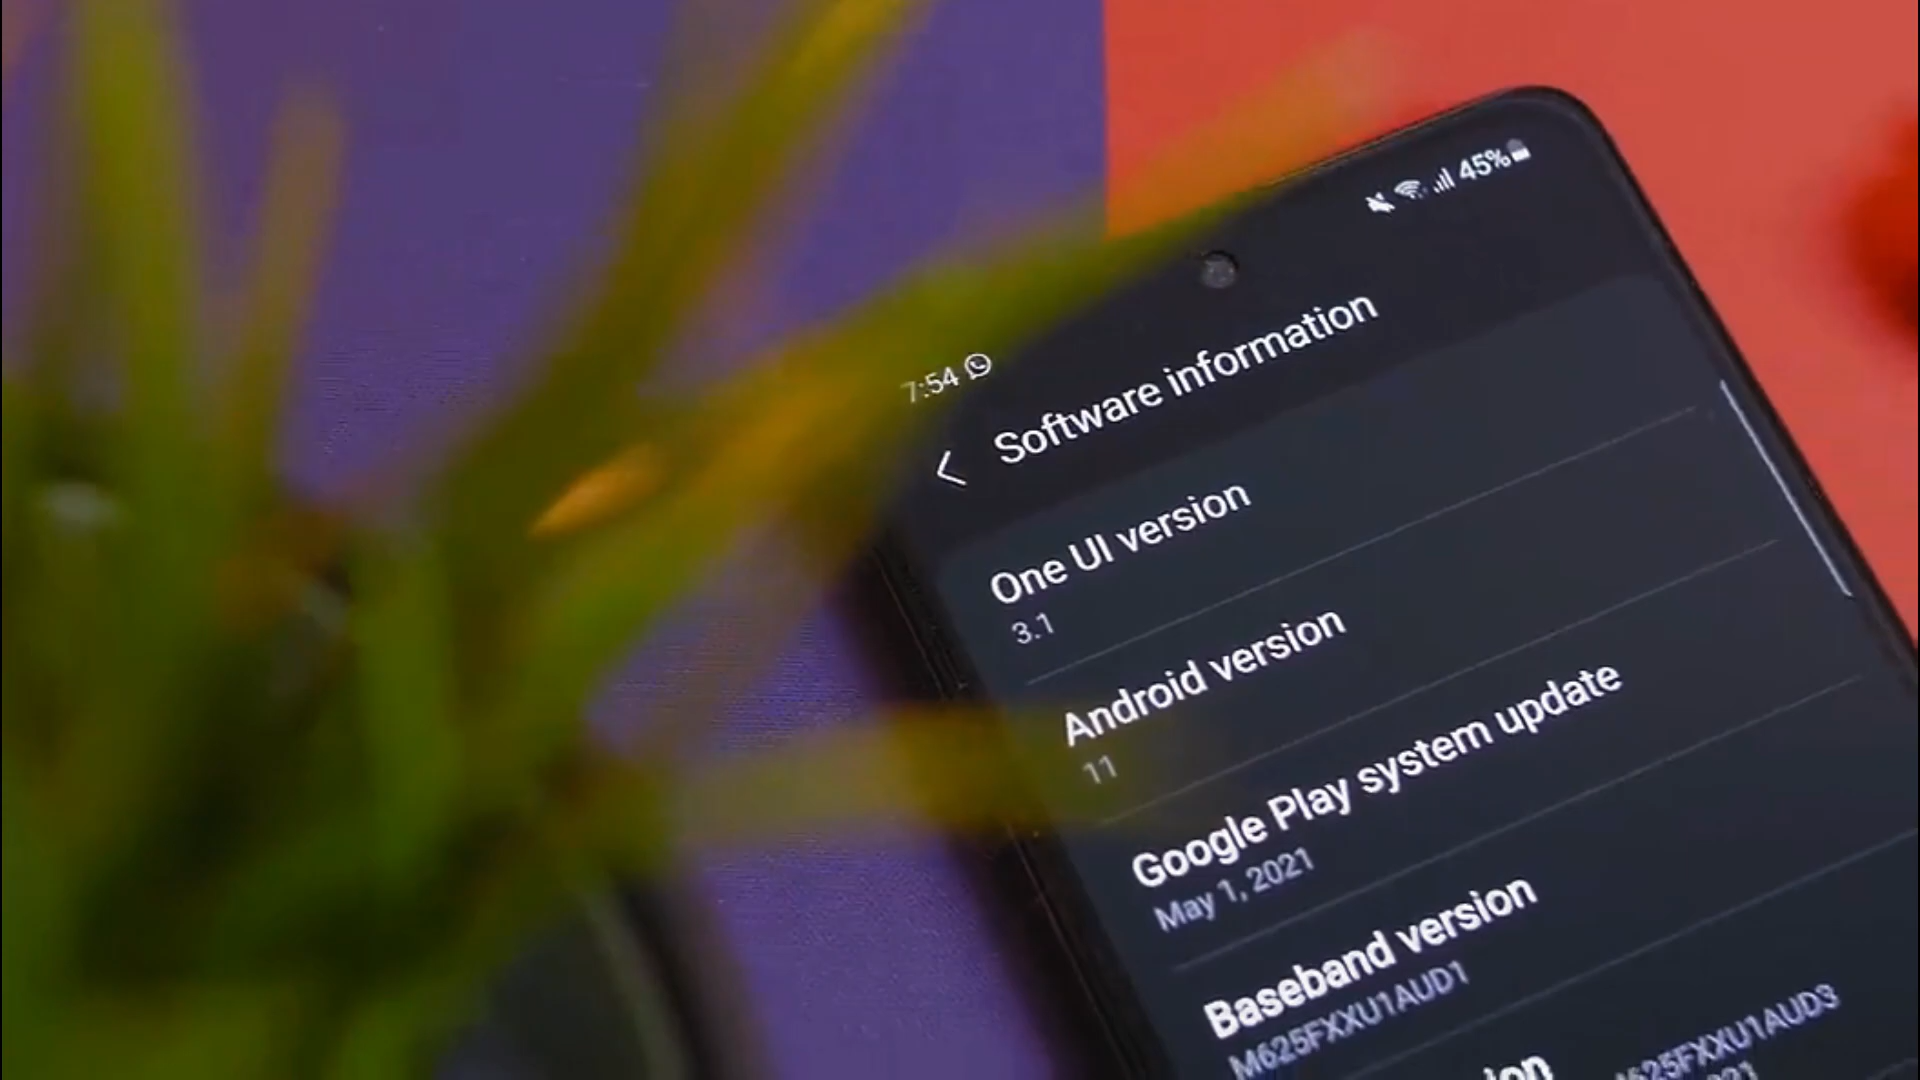 7:54
45%
Software information
One UI version
3.1
Android version
11
Google Play system update
May 1, 2021
Baseband version
M625FXXU1AUD1